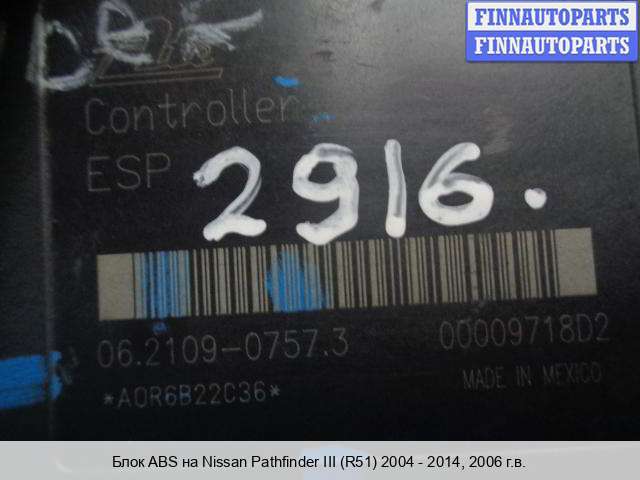 FINNAUTOPARTS
FINNAUTOPARTS
Controller
ESP
2916.
06.2109-0757.3 00009718D2
*A0R6B22C36*
MADE IN MEXICO
Блок ABS на Nissan Pathfinder III (R51) 2004 - 2014, 2006 г.в.